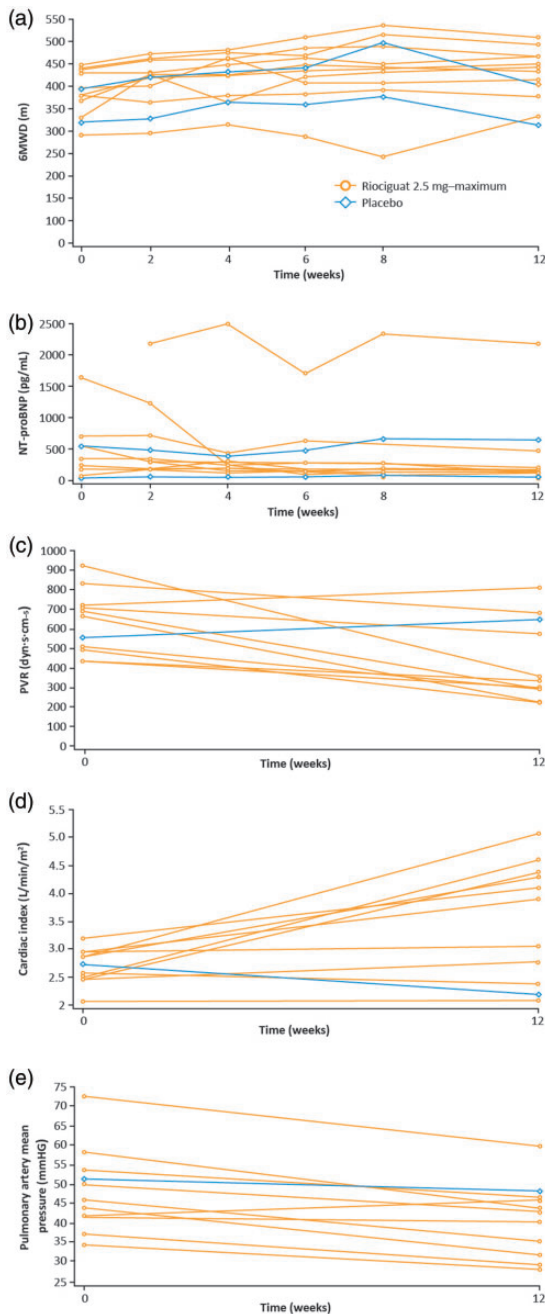 (a)
550
500
450
400
350
300
250
200
150
100
50
0
6MWD (m)
Riociguat 2.5 mg–maximum
Placebo
0 2 4 6 8 12
Time (weeks)
(b)
2500
2000
1500
1000
500
0
NT-proBNP (pg/mL)
0 2 4 6 8 12
Time (weeks)
(c)
1000
900
800
700
600
500
400
300
200
100
0
PVR (dyn·s·cm-s)
0 12
Time (weeks)
(d)
5.5
5.0
4.5
4.0
3.5
3.0
2.5
2
Cardiac index (L/min/m²)
0 12
Time (weeks)
(e)
75
70
65
60
55
50
45
40
35
30
25
Pulmonary artery mean
pressure (mmHG)
0 12
Time (weeks)